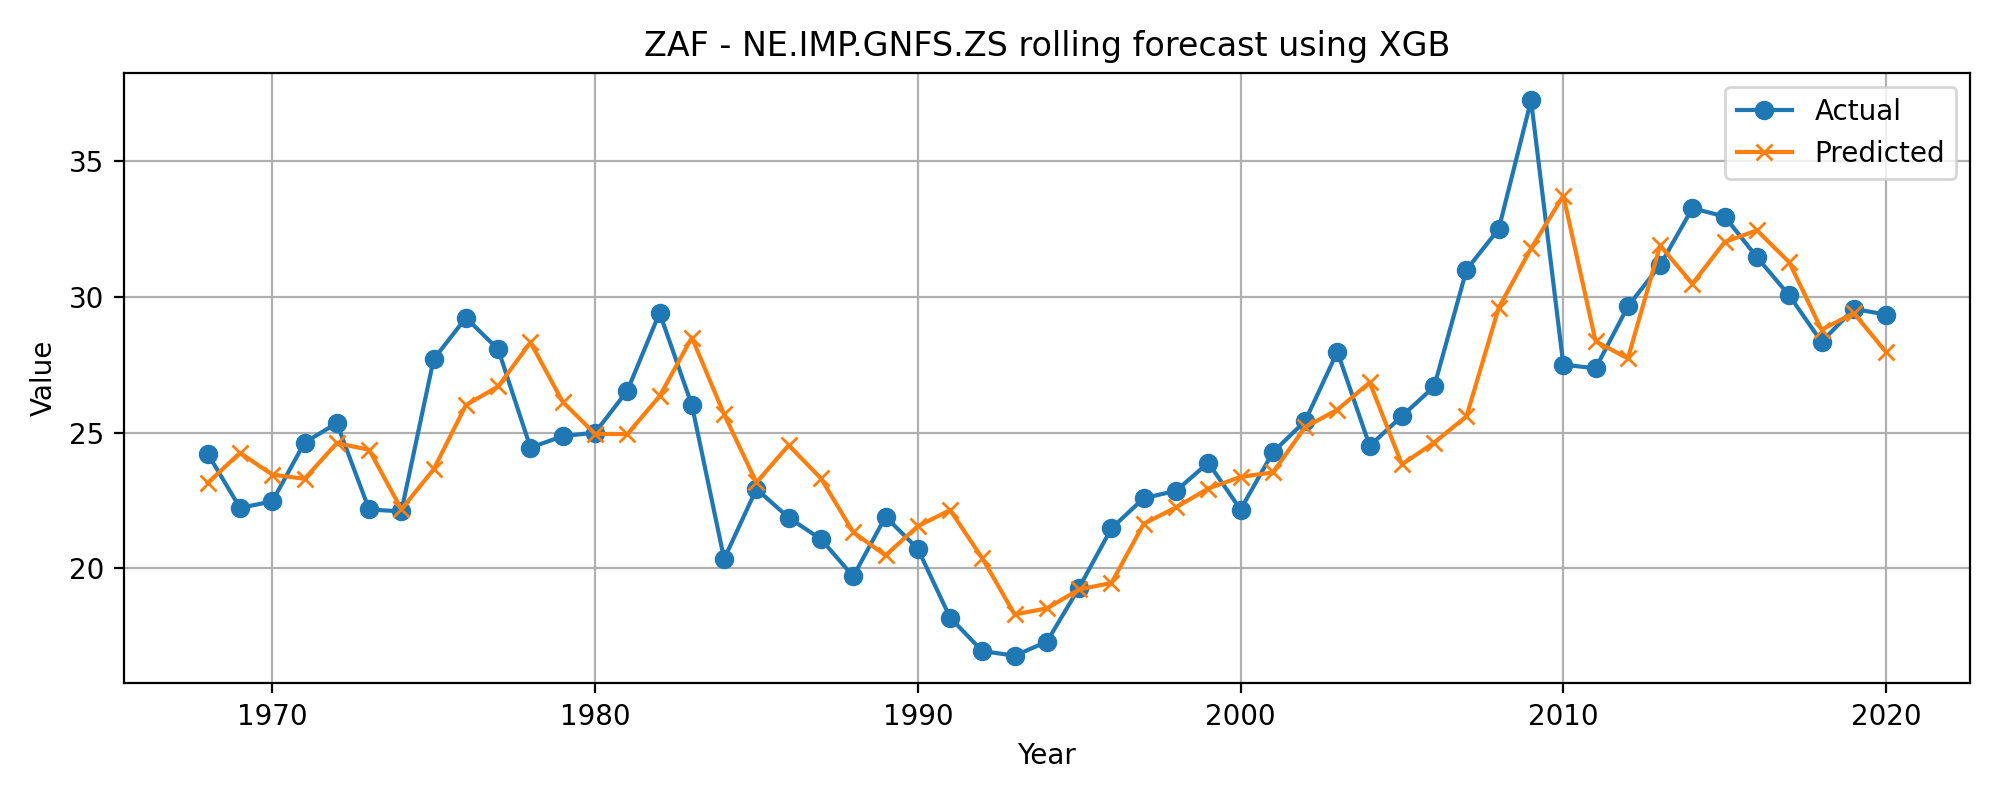 ZAF - NE.IMP.GNFS.ZS rolling forecast using XGB
Actual
Predicted
35
30
25
20
Value
1970
1980
1990
2000
2010
2020
Year